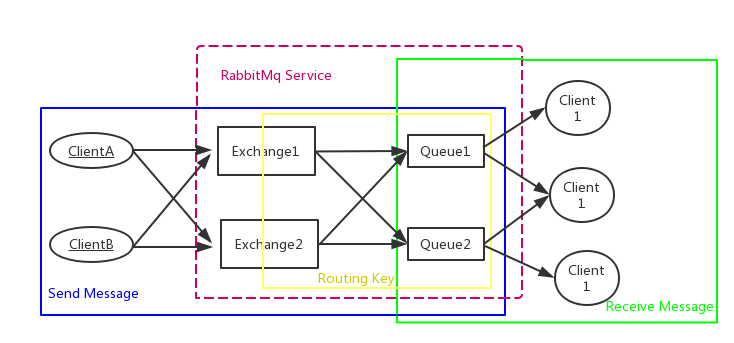 RabbitMq Service
Client
1
ClientA
Exchange1
Queue1
Client
1
ClientB
Exchange2
Queue2
Client
1
Routing Key
Send Message
Receive Message